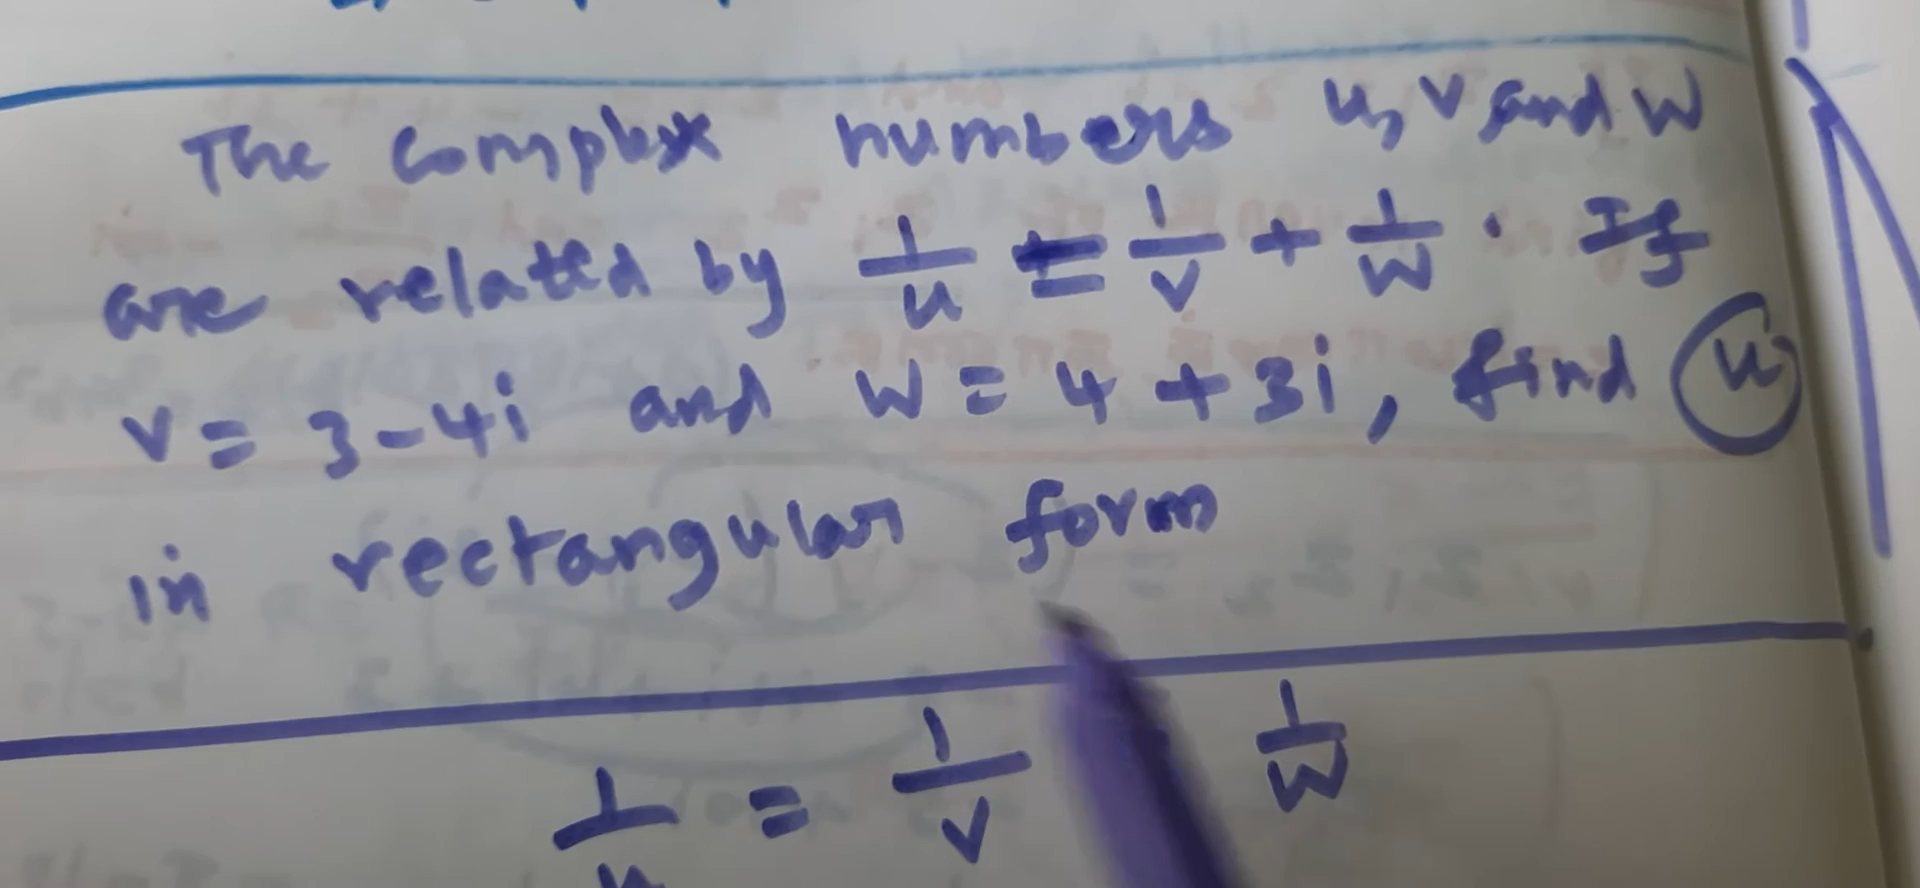 The complex numbers u, v and w
are related by 1/u = 1/v + 1/w. If
v = 3 - 4i and w = 4 + 3i, find u
in rectangular form
1/u = 1/v 1/w